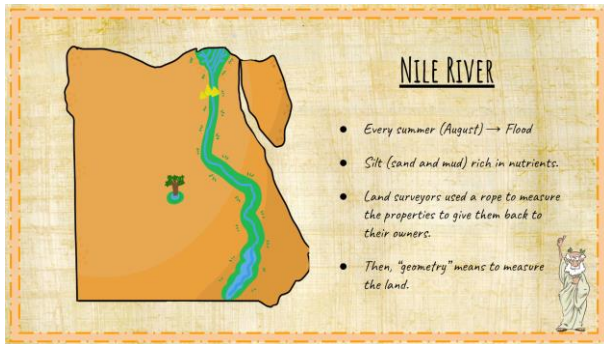 NILE RIVER
● Every summer (August) → Flood
● Silt (sand and mud) rich in nutrients.
● Land surveyors used a rope to measure
the properties to give them back to
their owners.
● Then, “geometry” means to measure
the land.